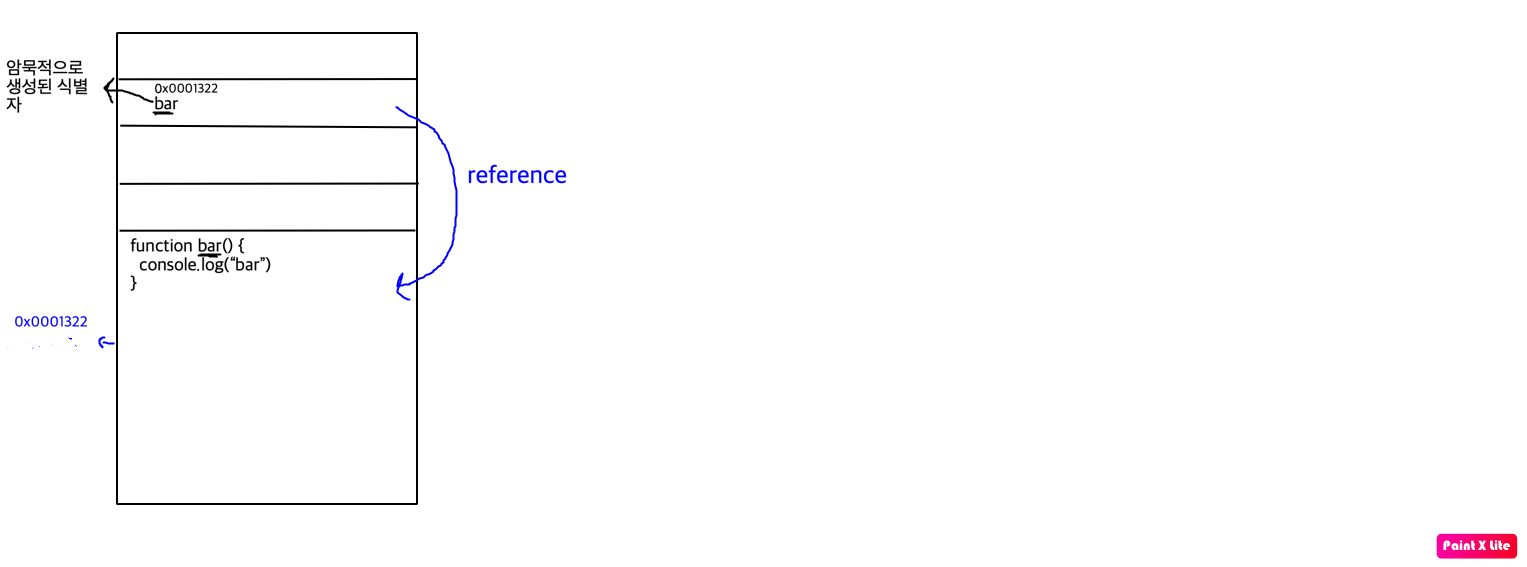 암묵적으로
생성된 식별
자
0x0001322
bar
reference
function bar() {
console.log(“bar”)
}
0x0001322
Paint X Lite